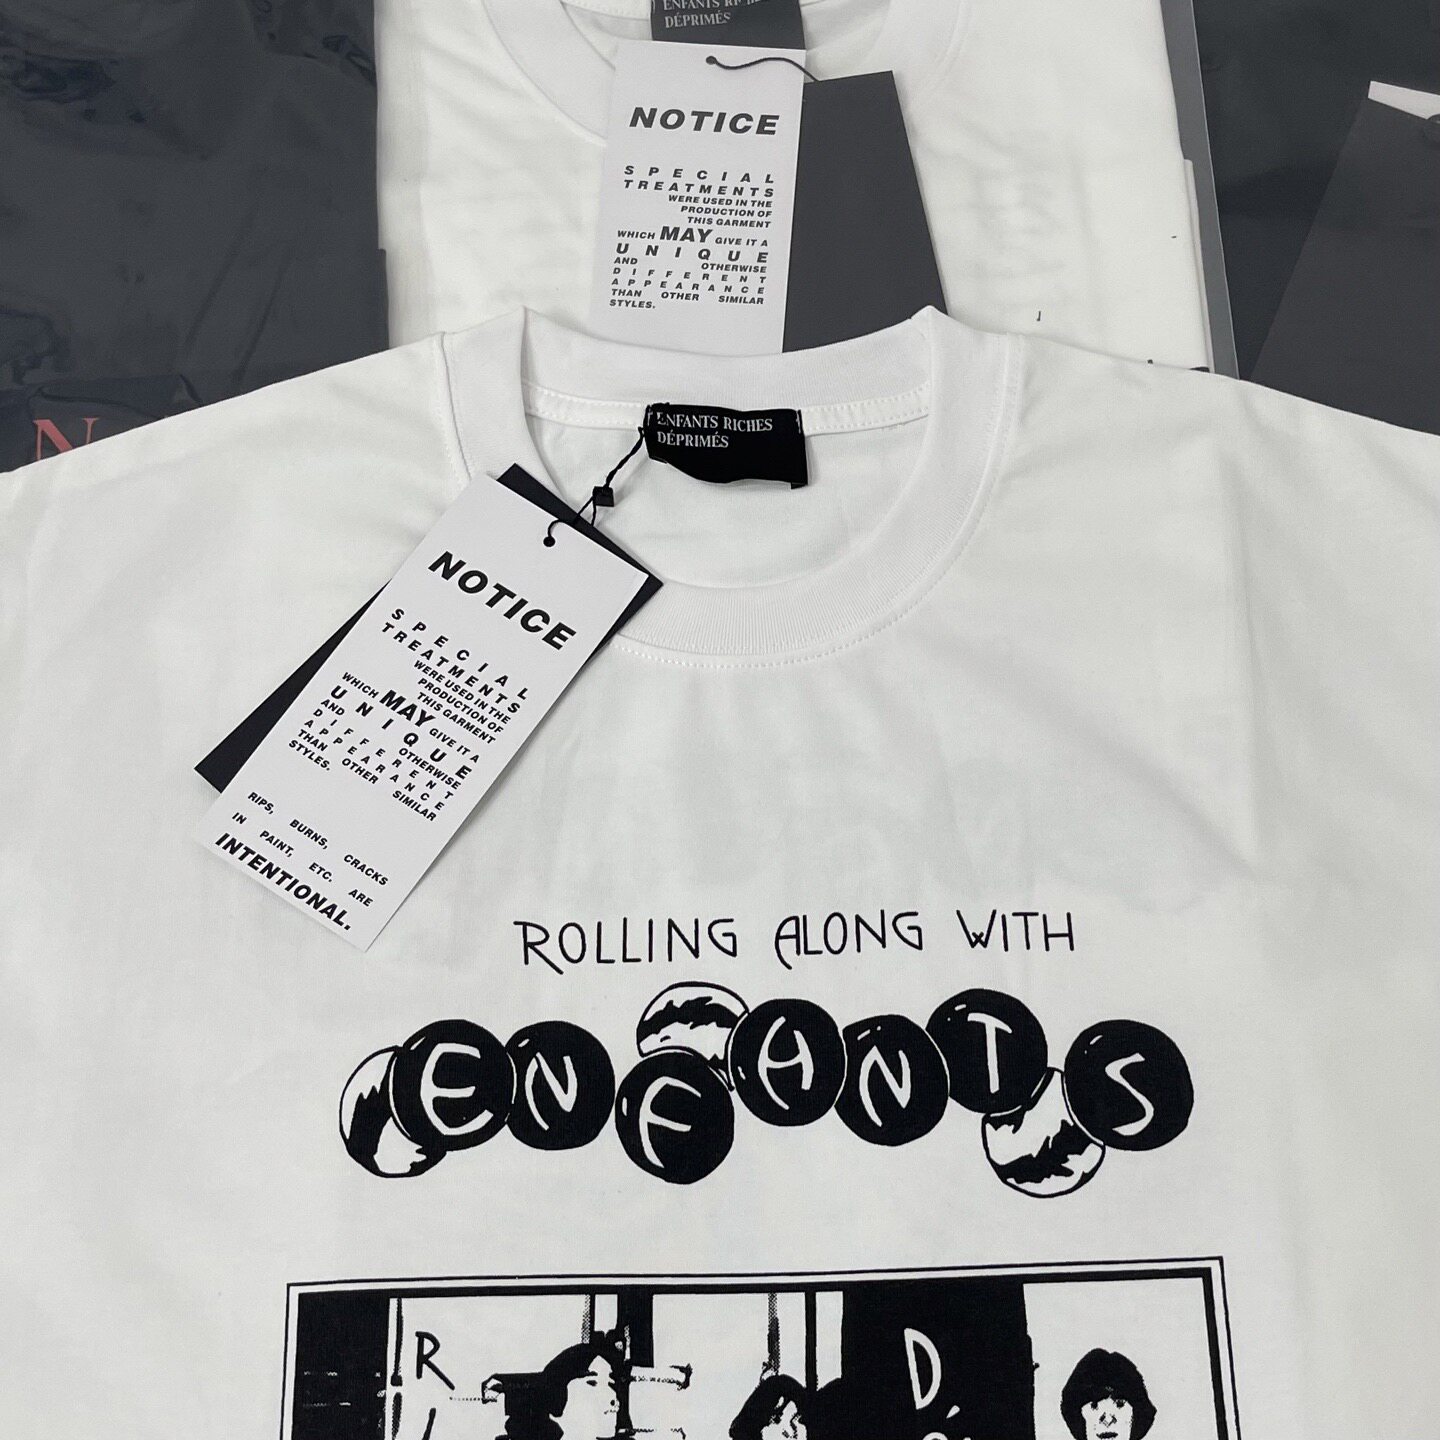 ENFANTS RICHES
DÉPRIMÉS
NOTICE
SPECIAL
TREATMENTS
WERE USED IN THE
PRODUCTION OF
THIS GARMENT
WHICH MAY GIVE IT A
UNIQUE
AND OTHERWISE
DIFFERENT
APPEARANCE
THAN OTHER SIMILAR
STYLES.
ENFANTS RICHES
DÉPRIMÉS
NOTICE
SPECIAL
TREATMENTS
WERE USED IN THE
PRODUCTION OF
THIS GARMENT
WHICH MAY GIVE IT A
UNIQUE
AND OTHERWISE
DIFFERENT
APPEARANCE
THAN OTHER SIMILAR
STYLES.
RIPS, BURNS, CRACKS
IN PAINT, ETC. ARE
INTENTIONAL.
N
ROLLING ALONG WITH
ENFANTS
R D